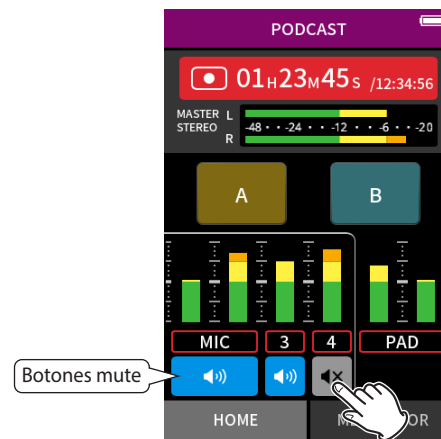 PODCAST
01H23M45S /12:34:56
MASTER STEREO L R
-48 · · -24 · · -12 · · -6 · · -20
A B
MIC 3 4 PAD
Botones mute
HOME